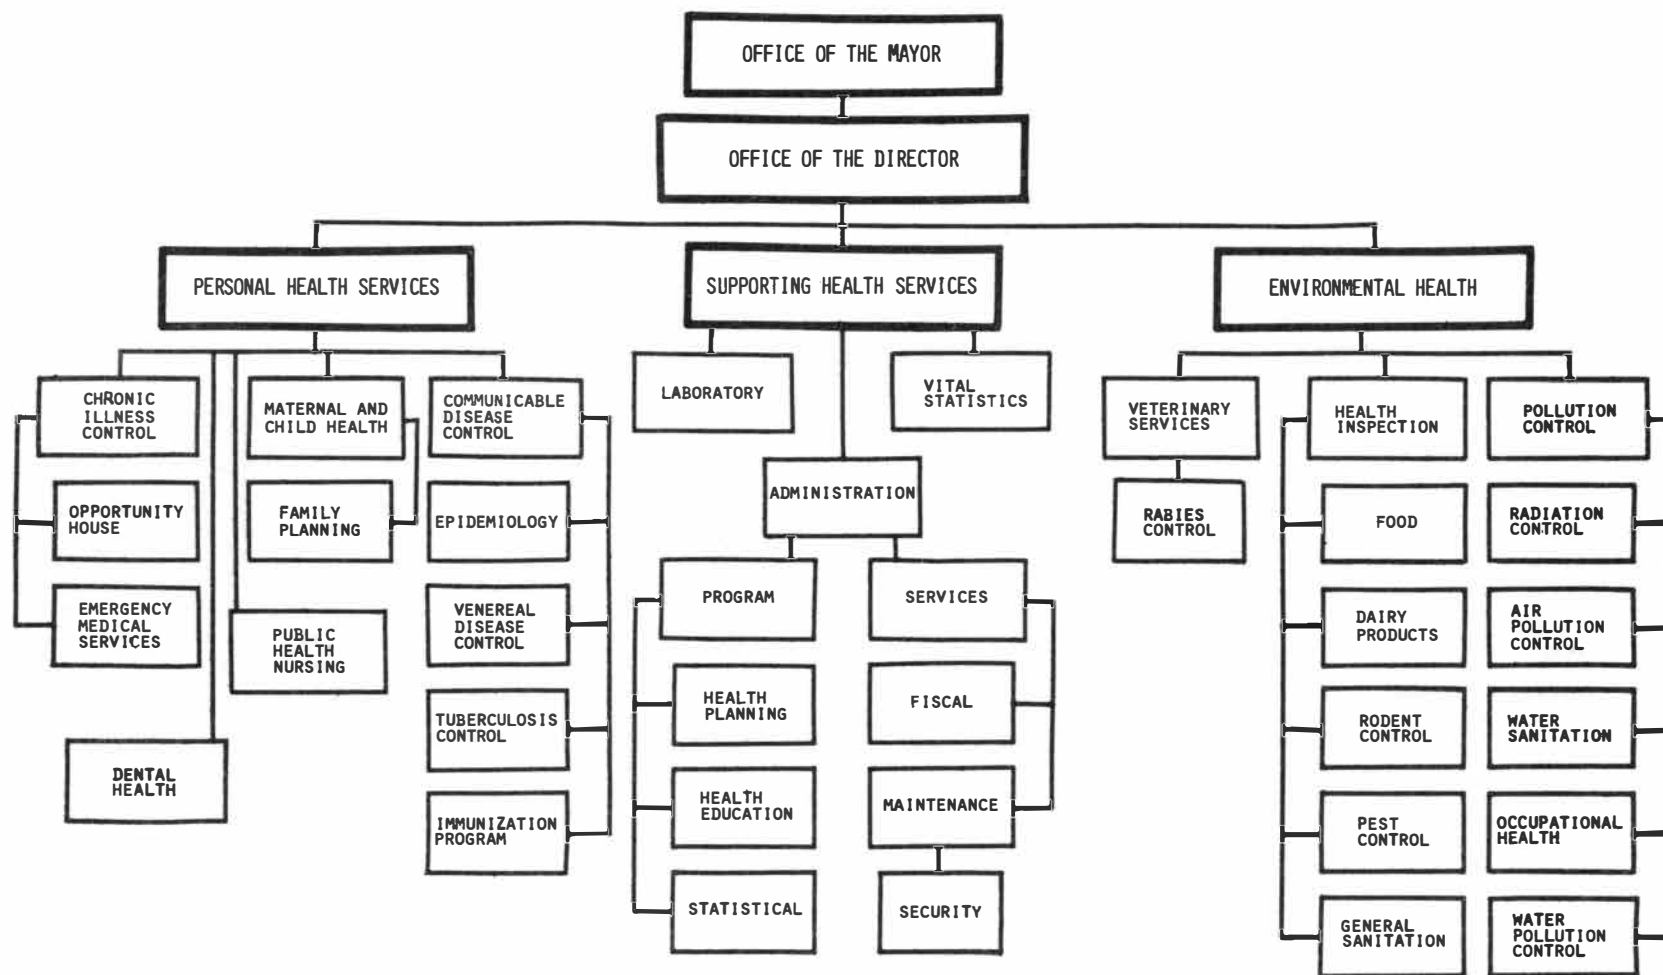 OFFICE OF THE MAYOR
OFFICE OF THE DIRECTOR
PERSONAL HEALTH SERVICES
SUPPORTING HEALTH SERVICES
ENVIRONMENTAL HEALTH
CHRONIC
ILLNESS
CONTROL
OPPORTUNITY
HOUSE
EMERGENCY
MEDICAL
SERVICES
DENTAL
HEALTH
MATERNAL AND
CHILD HEALTH
FAMILY
PLANNING
PUBLIC
HEALTH
NURSING
COMMUNICABLE
DISEASE
CONTROL
EPIDEMIOLOGY
VENEREAL
DISEASE
CONTROL
TUBERCULOSIS
CONTROL
IMMUNIZATION
PROGRAM
LABORATORY
VITAL
STATISTICS
ADMINISTRATION
PROGRAM
HEALTH
PLANNING
HEALTH
EDUCATION
STATISTICAL
SERVICES
FISCAL
MAINTENANCE
SECURITY
VETERINARY
SERVICES
RABIES
CONTROL
HEALTH
INSPECTION
FOOD
DAIRY
PRODUCTS
RODENT
CONTROL
PEST
CONTROL
GENERAL
SANITATION
POLLUTION
CONTROL
RADIATION
CONTROL
AIR
POLLUTION
CONTROL
WATER
SANITATION
OCCUPATIONAL
HEALTH
WATER
POLLUTION
CONTROL